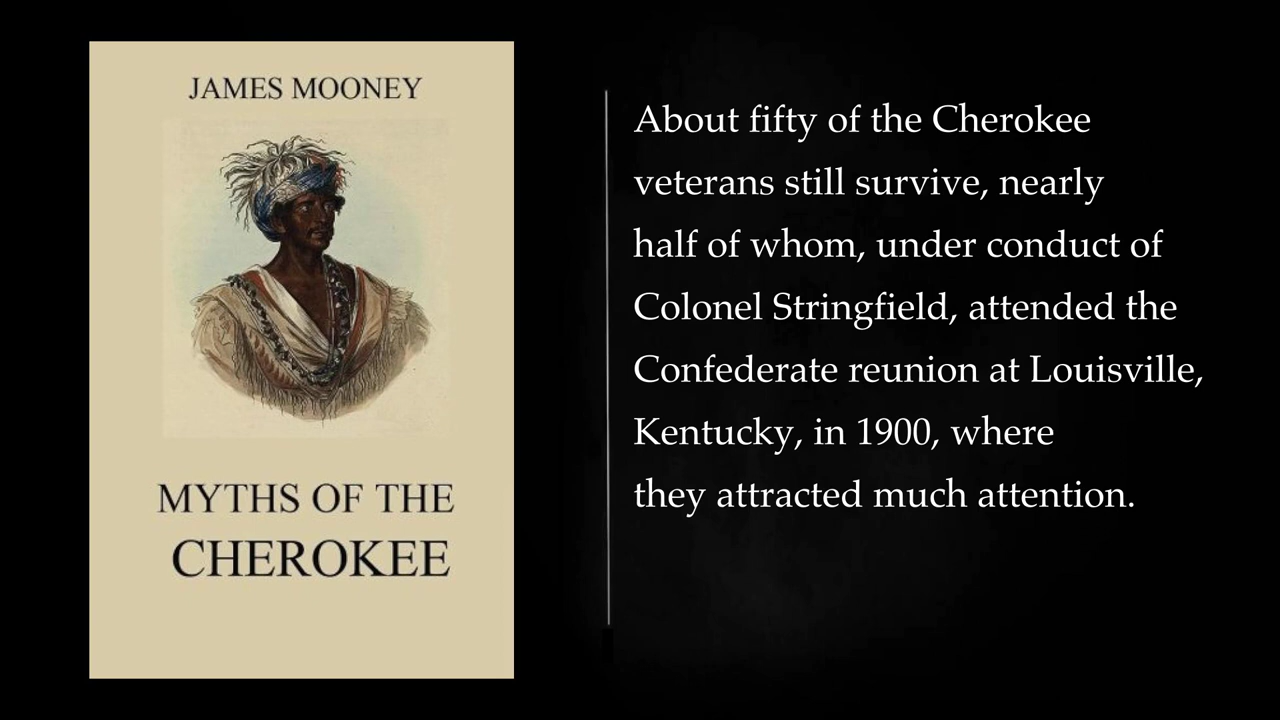 JAMES MOONEY
MYTHS OF THE
CHEROKEE
About fifty of the Cherokee
veterans still survive, nearly
half of whom, under conduct of
Colonel Stringfield, attended the
Confederate reunion at Louisville,
Kentucky, in 1900, where
they attracted much attention.